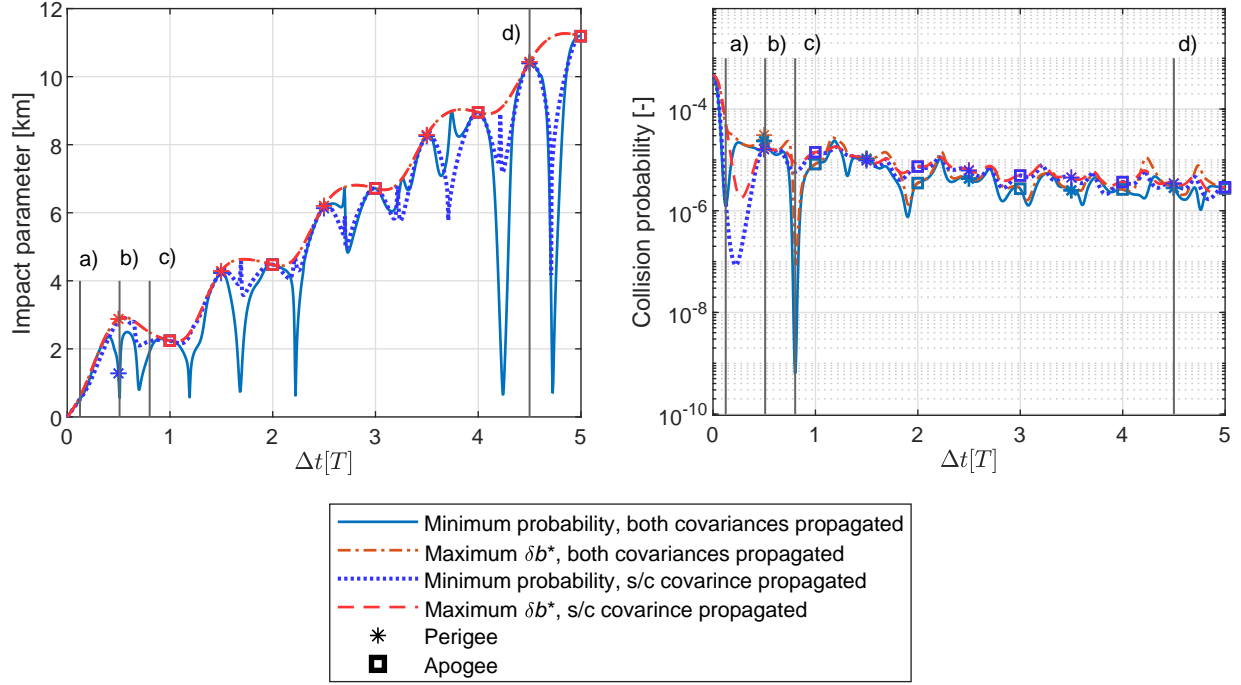 12
10
8
6
4
2
0
Impact parameter [km]
a)
b)
c)
d)
0
1
2
3
4
5
Δt[T]
10⁻⁴
10⁻⁶
10⁻⁸
10⁻¹⁰
Collision probability [-]
a)
b)
c)
d)
0
1
2
3
4
5
Δt[T]
Minimum probability, both covariances propagated
Maximum δb*, both covariances propagated
Minimum probability, s/c covarince propagated
Maximum δb*, s/c covarince propagated
Perigee
Apogee